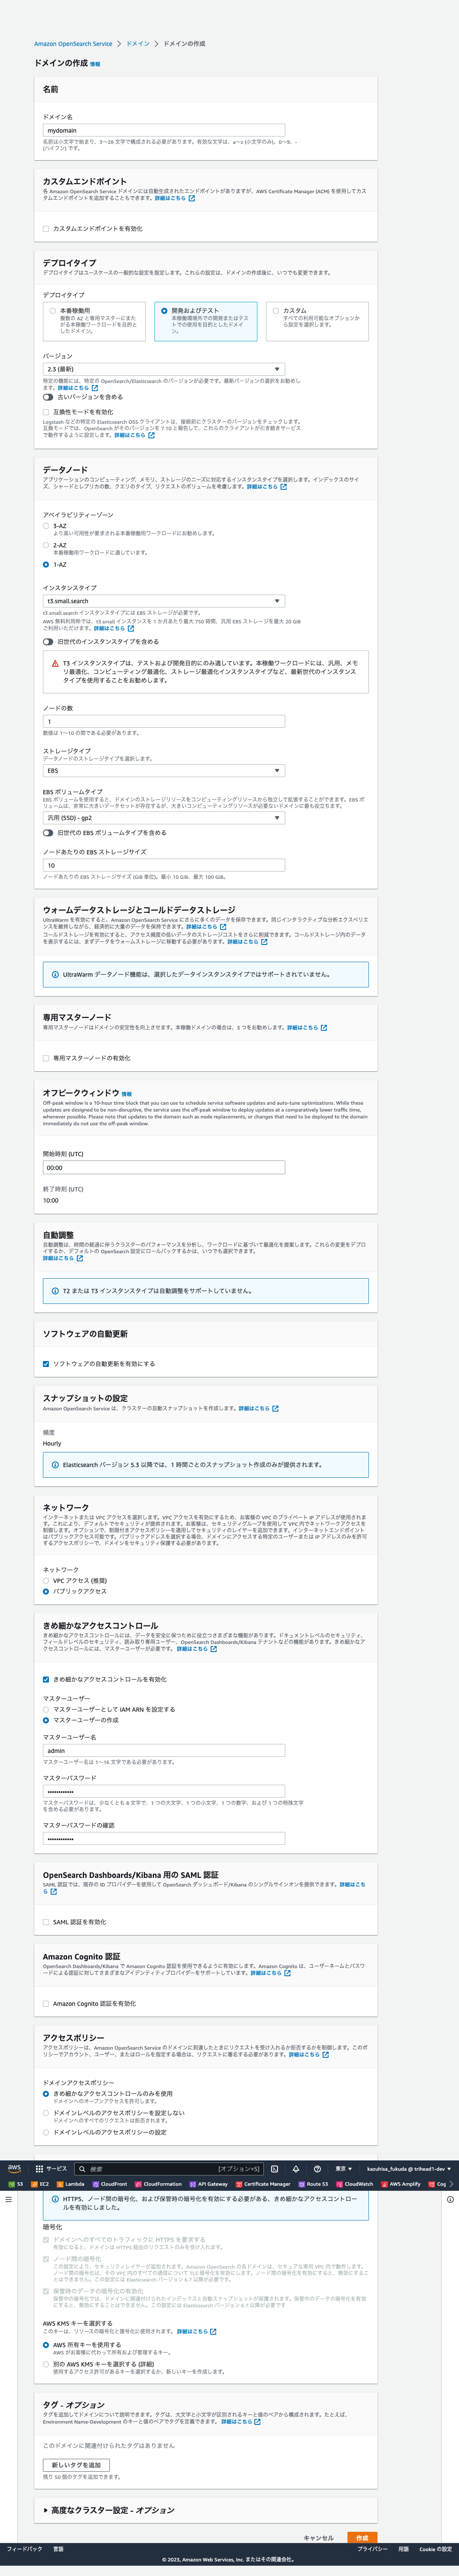 Amazon OpenSearch Service > ドメイン > ドメインの作成
ドメインの作成 情報
名前
ドメイン名
mydomain
名前は小文字で始まり、3～28 文字で構成される必要があります。有効な文字は、a～z (小文字のみ)、0～9、-
(ハイフン) です。
カスタムエンドポイント
各 Amazon OpenSearch Service ドメインには自動生成されたエンドポイントがありますが、AWS Certificate Manager (ACM) を使用してカス
タムエンドポイントを追加することもできます。詳細はこちら
カスタムエンドポイントを有効化
デプロイタイプ
デプロイタイプはユースケースの一般的な設定を指定します。これらの設定は、ドメインの作成後に、いつでも変更できます。
デプロイタイプ
本番稼働用
複数の AZ と専用マスターにまた
がる本稼働ワークロードを目的と
したドメイン。
開発およびテスト
本稼働環境外での開発またはテス
トでの使用を目的としたドメイ
ン。
カスタム
すべての利用可能なオプションか
ら設定を選択します。
バージョン
2.3 (最新)
特定の機能には、特定の OpenSearch/Elasticsearch のバージョンが必要です。最新バージョンの選択をお勧めし
ます。詳細はこちら
古いバージョンを含める
互換性モードを有効化
Logstash などの特定の Elasticsearch OSS クライアントは、接続前にクラスターのバージョンをチェックします。
互換モードでは、OpenSearch がそのバージョンを 7.10 と報告して、これらのクライアントが引き続きサービス
で動作するように設定します。詳細はこちら
データノード
アプリケーションのコンピューティング、メモリ、ストレージのニーズに対応するインスタンスタイプを選択します。インデックスのサイ
ズ、シャードとレプリカの数、クエリのタイプ、リクエストのボリュームを考慮します。詳細はこちら
アベイラビリティーゾーン
3-AZ
より高い可用性が要求される本番稼働用ワークロードにお勧めします。
2-AZ
本番稼働用ワークロードに適しています。
1-AZ
インスタンスタイプ
t3.small.search
t3.small.search インスタンスタイプには EBS ストレージが必要です。
AWS 無料利用枠では、t3.small インスタンスを 1 か月あたり最大 750 時間、汎用 EBS ストレージを最大 20 GB
ご利用いただけます。詳細はこちら
旧世代のインスタンスタイプを含める
T3 インスタンスタイプは、テストおよび開発目的にのみ適しています。本稼働ワークロードには、汎用、メモ
リ最適化、コンピューティング最適化、ストレージ最適化インスタンスタイプなど、最新世代のインスタンス
タイプを使用することをお勧めします。
ノードの数
1
数値は 1～10 の間である必要があります。
ストレージタイプ
データノードのストレージタイプを選択します。
EBS
EBS ボリュームタイプ
EBS ボリュームを使用すると、ドメインのストレージリソースをコンピューティングリソースから独立して拡張することができます。EBS ボ
リュームは、非常に大きいデータセットが存在するが、大きいコンピューティングリソースが必要ないドメインに最も役立ちます。
汎用 (SSD) - gp2
旧世代の EBS ボリュームタイプを含める
ノードあたりの EBS ストレージサイズ
10
ノードあたりの EBS ストレージサイズ (GiB 単位)。最小 10 GiB、最大 100 GiB。
ウォームデータストレージとコールドデータストレージ
UltraWarm を有効にすると、Amazon OpenSearch Service にさらに多くのデータを保存できます。同じインタラクティブな分析エクスペリエ
ンスを維持しながら、経済的に大量のデータを保持できます。詳細はこちら
コールドストレージを有効にすると、アクセス頻度の低いデータのストレージコストをさらに削減できます。コールドストレージ内のデータ
を表示するには、まずデータをウォームストレージに移動する必要があります。詳細はこちら
UltraWarm データノード機能は、選択したデータインスタンスタイプではサポートされていません。
専用マスターノード
専用マスターノードはドメインの安定性を向上させます。本稼働ドメインの場合は、3 つをお勧めします。詳細はこちら
専用マスターノードの有効化
オフピークウィンドウ 情報
Off-peak window is a 10-hour time block that you can use to schedule service software updates and auto-tune optimizations. While these
updates are designed to be non-disruptive, the service uses the off-peak window to deploy updates at a comparatively lower traffic time,
wherever possible. Please note that updates to the domain such as node replacements, or changes that need to be deployed to the domain
immediately do not use the off-peak window.
開始時刻 (UTC)
00:00
終了時刻 (UTC)
10:00
自動調整
自動調整は、時間の経過に伴うクラスターのパフォーマンスを分析し、ワークロードに基づいて最適化を提案します。これらの変更をデプロ
イするか、デフォルトの OpenSearch 設定にロールバックするかは、いつでも選択できます。
詳細はこちら
T2 または T3 インスタンスタイプは自動調整をサポートしていません。
ソフトウェアの自動更新
ソフトウェアの自動更新を有効にする
スナップショットの設定
Amazon OpenSearch Service は、クラスターの自動スナップショットを作成します。詳細はこちら
頻度
Hourly
Elasticsearch バージョン 5.3 以降では、1 時間ごとのスナップショット作成のみが提供されます。
ネットワーク
インターネットまたは VPC アクセスを選択します。VPC アクセスを有効にするため、お客様の VPC のプライベート IP アドレスが使用されま
す。これにより、デフォルトでセキュリティが提供されます。お客様は、セキュリティグループを使用して VPC 内でネットワークアクセスを
制御します。オプションで、制限付きアクセスポリシーを適用してセキュリティのレイヤーを追加できます。インターネットエンドポイント
はパブリックアクセス可能です。パブリックアドレスを選択する場合、ドメインにアクセスする特定のユーザーまたは IP アドレスのみを許可
するアクセスポリシーで、ドメインをセキュリティ保護する必要があります。
ネットワーク
VPC アクセス (推奨)
パブリックアクセス
きめ細かなアクセスコントロール
きめ細かなアクセスコントロールには、データを安全に保つために役立つさまざまな機能があります。ドキュメントレベルのセキュリティ、
フィールドレベルのセキュリティ、読み取り専用ユーザー、OpenSearch Dashboards/Kibana テナントなどの機能があります。きめ細かなア
クセスコントロールには、マスターユーザーが必要です。詳細はこちら
きめ細かなアクセスコントロールを有効化
マスターユーザー
マスターユーザーとして IAM ARN を設定する
マスターユーザーの作成
マスターユーザー名
admin
マスターユーザー名は 1～16 文字である必要があります。
マスターパスワード
••••••••••••
マスターパスワードは、少なくとも 8 文字で、1 つの大文字、1 つの小文字、1 つの数字、および 1 つの特殊文字
を含める必要があります。
マスターパスワードの確認
••••••••••••
OpenSearch Dashboards/Kibana 用の SAML 認証
SAML 認証では、既存の ID プロバイダーを使用して OpenSearch ダッシュボード/Kibana のシングルサインオンを提供できます。詳細はこち
ら
SAML 認証を有効化
Amazon Cognito 認証
OpenSearch Dashboards/Kibana で Amazon Cognito 認証を使用できるように有効にします。Amazon Cognito は、ユーザーネームとパスワ
ードによる認証に対してさまざまなアイデンティティプロバイダーをサポートしています。詳細はこちら
Amazon Cognito 認証を有効化
アクセスポリシー
アクセスポリシーは、Amazon OpenSearch Service のドメインに到達したときにリクエストを受け入れるか拒否するかを制御します。このポ
リシーでアカウント、ユーザー、またはロールを指定する場合は、リクエストに署名する必要があります。詳細はこちら
ドメインアクセスポリシー
きめ細かなアクセスコントロールのみを使用
ドメインへのオープンアクセスを許可します。
ドメインレベルのアクセスポリシーを設定しない
ドメインへのすべてのリクエストは拒否されます。
ドメインレベルのアクセスポリシーの設定
aws サービス 検索 [オプション+S] 東京 kazuhisa_fukuda @ trihead1-dev
S3 EC2 Lambda CloudFront CloudFormation API Gateway Certificate Manager Route 53 CloudWatch AWS Amplify Cog
HTTPS、ノード間の暗号化、および保管時の暗号化を有効にする必要がある、きめ細かなアクセスコントロー
ルを有効にしました。
暗号化
ドメインへのすべてのトラフィックに HTTPS を要求する
有効になると、ドメインは HTTPS 経由のリクエストのみを受け入れます。
ノード間の暗号化
この設定により、セキュリティレイヤーが追加されます。Amazon OpenSearch の各ドメインは、セキュアな専用 VPC 内で動作します。
ノード間の暗号化は、その VPC 内のすべての通信について TLS 暗号化を有効にします。ノード間の暗号化を有効にすると、無効にするこ
とはできません。この設定には Elasticsearch バージョン 6.7 以降が必要です。
保管時のデータの暗号化の有効化
保管中の暗号化では、ドメインに関連付けられたインデックスと自動スナップショットが保護されます。保管中のデータの暗号化を有効
にすると、無効にすることはできません。この設定には Elasticsearch バージョン 6.7 以降が必要です
AWS KMS キーを選択する
このキーは、リソースの暗号化と復号化に使用されます。詳細はこちら
AWS 所有キーを使用する
AWS がお客様に代わって所有および管理するキー。
別の AWS KMS キーを選択する (詳細)
使用するアクセス許可があるキーを選択するか、新しいキーを作成します。
タグ - オプション
タグを追加してドメインについて説明できます。タグは、大文字と小文字が区別されるキーと値のペアから構成されます。たとえば、
Environment Name-Development のキーと値のペアでタグを定義できます。詳細はこちら
このドメインに関連付けられたタグはありません
新しいタグを追加
残り 50 個のタグを追加できます。
高度なクラスター設定 - オプション
キャンセル 作成
フィードバック 言語 プライバシー 用語 Cookie の設定
© 2023, Amazon Web Services, Inc. またはその関連会社。